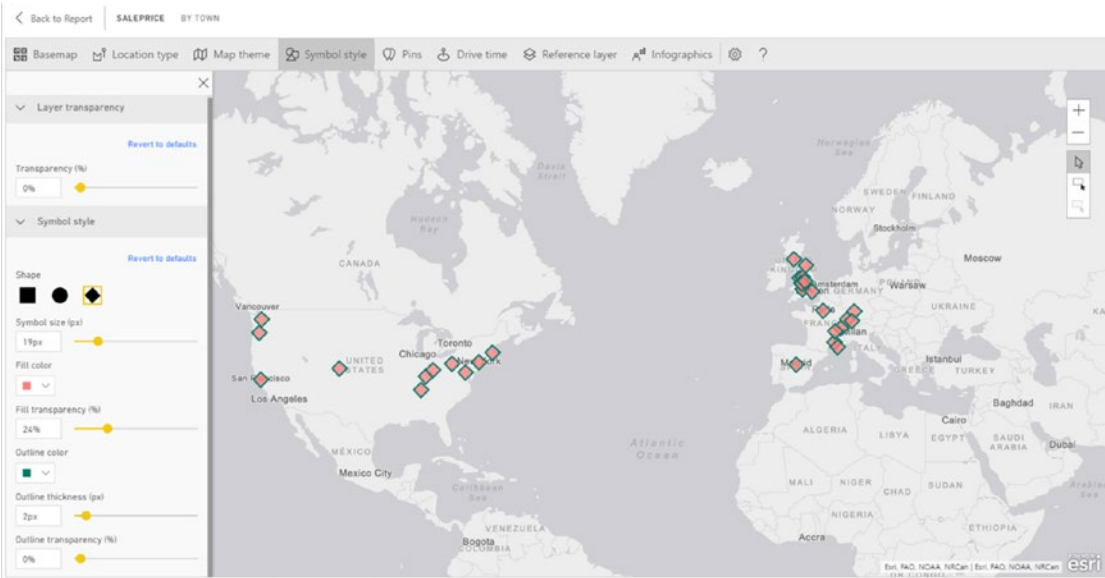 Back to Report SALEPRICE BY TOWN
Basemap Location type Map theme Symbol style Pins Drive time Reference layer Infographics ?
Layer transparency
Revert to defaults
Transparency (%)
0%
Symbol style
Revert to defaults
Shape
Symbol size (px)
19px
Fill color
Fill transparency (%)
24%
Outline color
Outline thickness (px)
2px
Outline transparency (%)
0%
Norwegian
Sea
Davis
Strait
SWEDEN FINLAND
NORWAY
Hudson
Bay
Stockholm
CANADA
Moscow
Amsterdam
Warsaw
GERMANY
Vancouver
UKRAINE
Toronto
Chicago
UNITED
STATES
Istanbul
GREECE TURKEY
Los Angeles
Baghdad
IRAN
Cairo
ALGERIA
LIBYA
EGYPT
SAUDI
ARABIA
Dubai
Atlantic
Ocean
MÉXICO
Mexico City
Caribbean
Sea
MALI
NIGER
CHAD
SUDAN
NIGERIA
VENEZUELA
ETHIOPIA
Bogota
COLOMBIA
Accra
Esri, FAO, NOAA, NRCan | Esri, FAO, NOAA, NRCan
esri